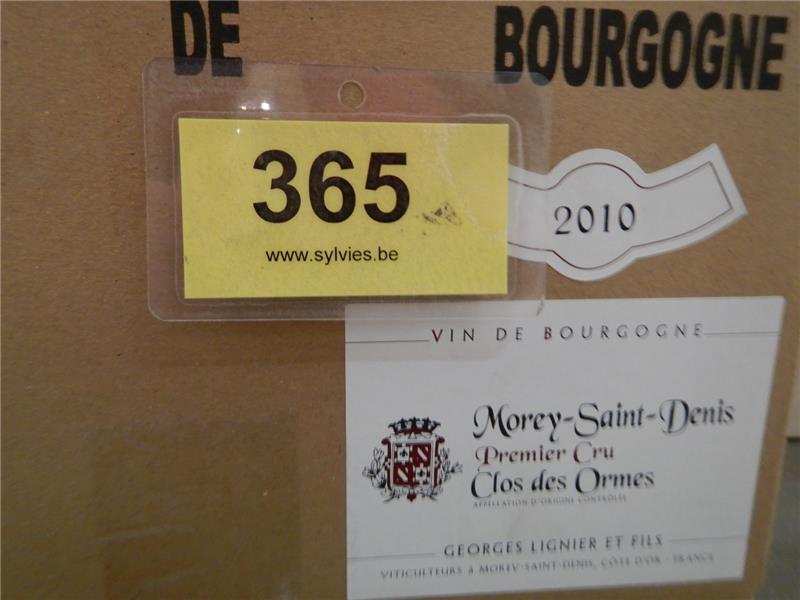 DE BOURGOGNE
365
www.sylvies.be
2010
VIN DE BOURGOGNE
Morey-Saint-Denis
Premier Cru
Clos des Ormes
APPELLATION D'ORIGINE CONTRÔLÉE
GEORGES LIGNIER ET FILS
VITICULTEURS À MOREY-SAINT-DENIS, CÔTE D'OR - FRANCE